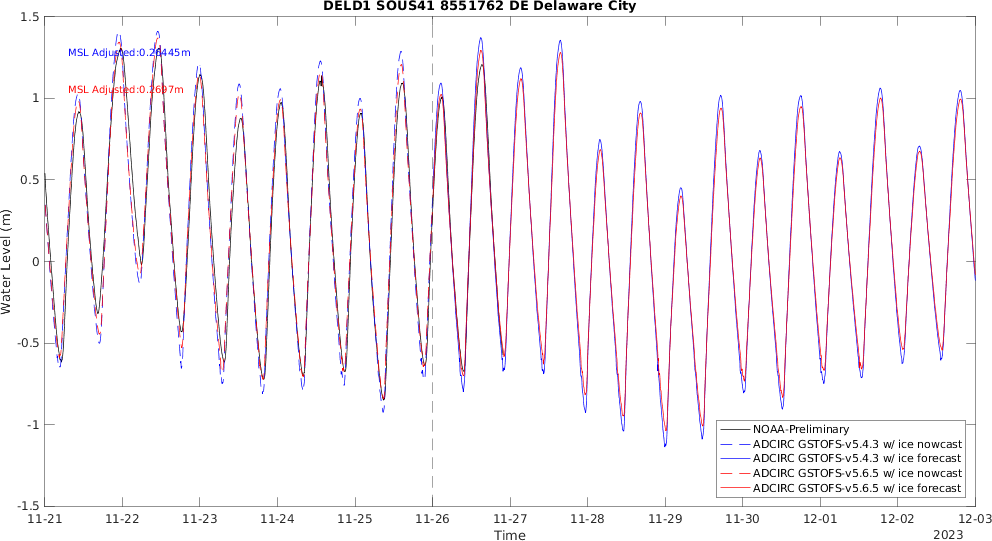 DELD1 SOUS41 8551762 DE Delaware City
1.5
MSL Adjusted:0.26445m
MSL Adjusted:0.2697m
1
0.5
0
-0.5
-1
-1.5
Water Level (m)
NOAA-Preliminary
ADCIRC GSTOFS-v5.4.3 w/ ice nowcast
ADCIRC GSTOFS-v5.4.3 w/ ice forecast
ADCIRC GSTOFS-v5.6.5 w/ ice nowcast
ADCIRC GSTOFS-v5.6.5 w/ ice forecast
11-21 11-22 11-23 11-24 11-25 11-26 11-27 11-28 11-29 11-30 12-01 12-02 12-03
Time
2023